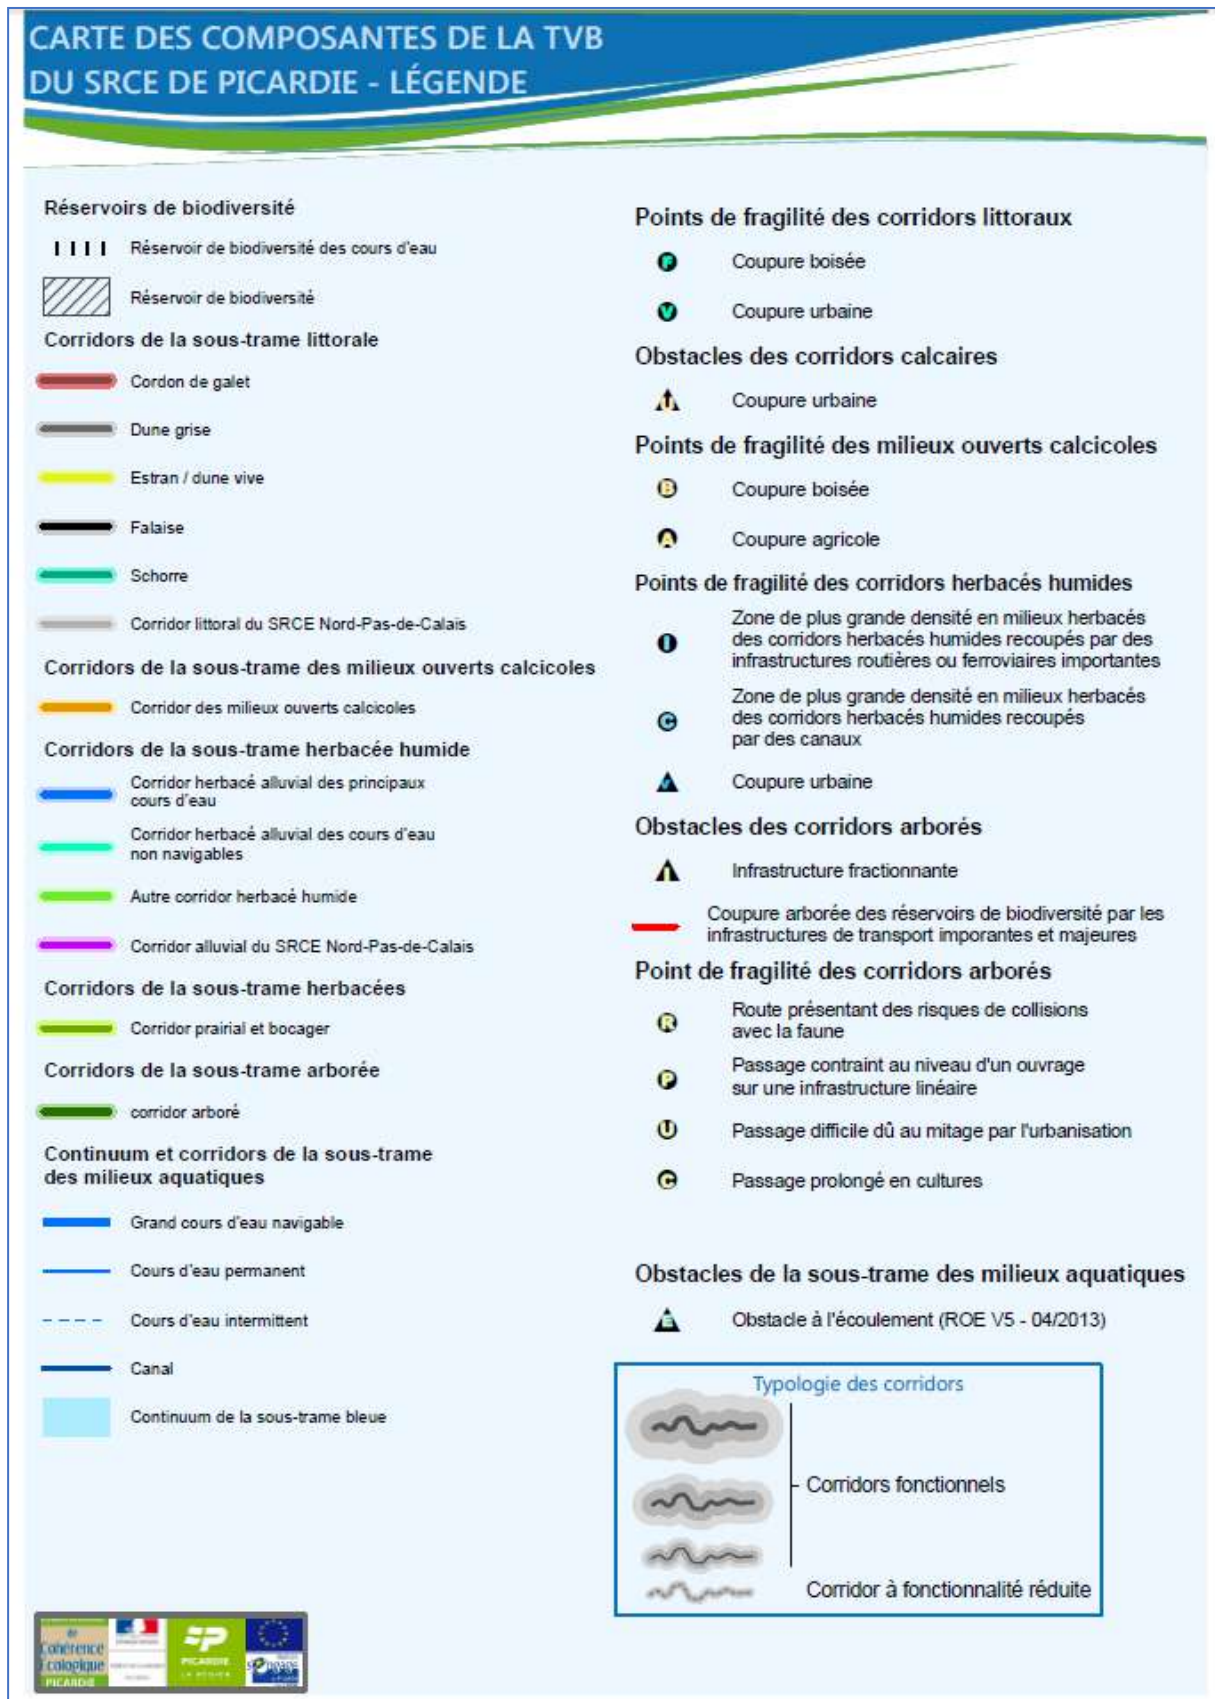 CARTE DES COMPOSANTES DE LA TVB
DU SRCE DE PICARDIE - LÉGENDE
Réservoirs de biodiversité
Réservoir de biodiversité des cours d'eau
Réservoir de biodiversité
Corridors de la sous-trame littorale
Cordon de galet
Dune grise
Estran / dune vive
Falaise
Schorre
Corridor littoral du SRCE Nord-Pas-de-Calais
Corridors de la sous-trame des milieux ouverts calcicoles
Corridor des milieux ouverts calcicoles
Corridors de la sous-trame herbacée humide
Corridor herbacé alluvial des principaux
cours d'eau
Corridor herbacé alluvial des cours d'eau
non navigables
Autre corridor herbacé humide
Corridor alluvial du SRCE Nord-Pas-de-Calais
Corridors de la sous-trame herbacées
Corridor prairial et bocager
Corridors de la sous-trame arborée
corridor arboré
Continuum et corridors de la sous-trame
des milieux aquatiques
Grand cours d'eau navigable
Cours d'eau permanent
Cours d'eau intermittent
Canal
Continuum de la sous-trame bleue
Points de fragilité des corridors littoraux
F Coupure boisée
V Coupure urbaine
Obstacles des corridors calcaires
Coupure urbaine
Points de fragilité des milieux ouverts calcicoles
B Coupure boisée
A Coupure agricole
Points de fragilité des corridors herbacés humides
Zone de plus grande densité en milieux herbacés
I des corridors herbacés humides recoupés par des
infrastructures routières ou ferroviaires importantes
Zone de plus grande densité en milieux herbacés
C des corridors herbacés humides recoupés
par des canaux
Coupure urbaine
Obstacles des corridors arborés
Infrastructure fractionnante
Coupure arborée des réservoirs de biodiversité par les
infrastructures de transport imporantes et majeures
Point de fragilité des corridors arborés
R Route présentant des risques de collisions
avec la faune
P Passage contraint au niveau d'un ouvrage
sur une infrastructure linéaire
U Passage difficile dû au mitage par l'urbanisation
C Passage prolongé en cultures
Obstacles de la sous-trame des milieux aquatiques
E Obstacle à l'écoulement (ROE V5 - 04/2013)
Typologie des corridors
Corridors fonctionnels
Corridor à fonctionnalité réduite
de
Cohérence
Écologique
PICARDIE
PICARDIE
LA RÉGION
s'engage